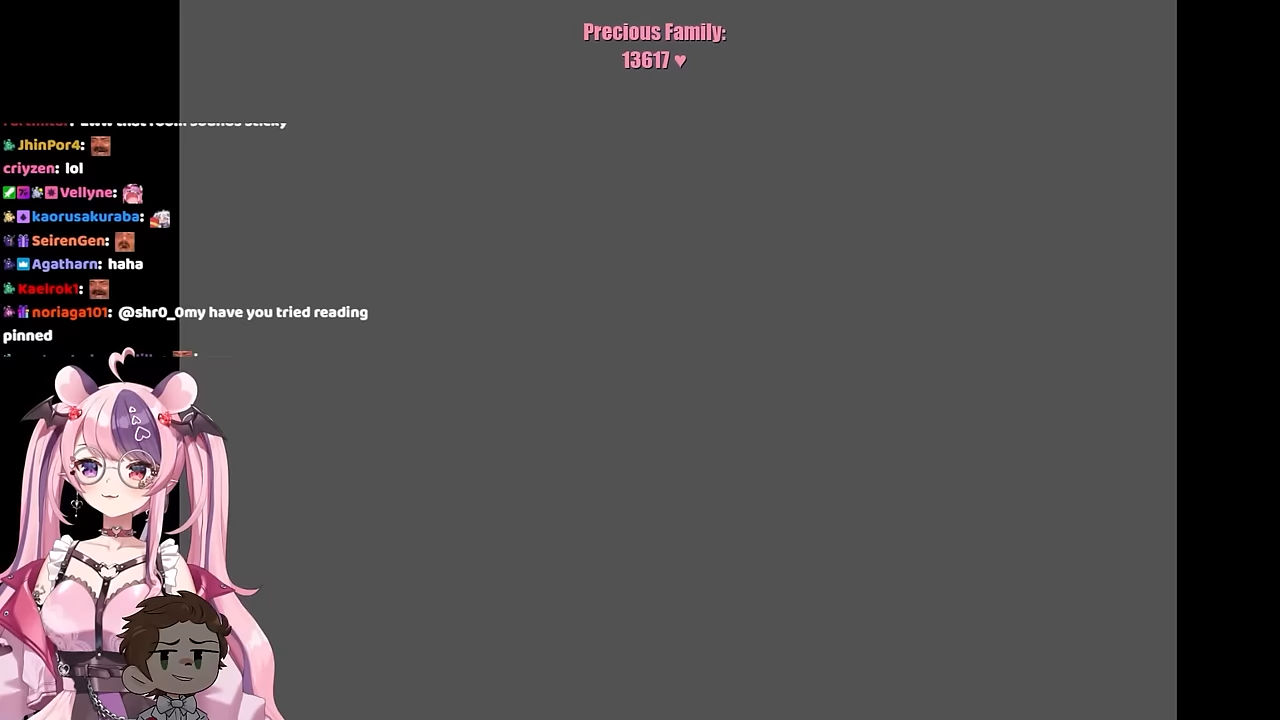 Precious Family:
13617 ♥
JhinPor4:
criyzen: lol
Vellyne:
kaorusakuraba:
SeirenGen:
Agatharn: haha
Kaelrok1:
noriaga101: @shr0_0my have you tried reading
pinned